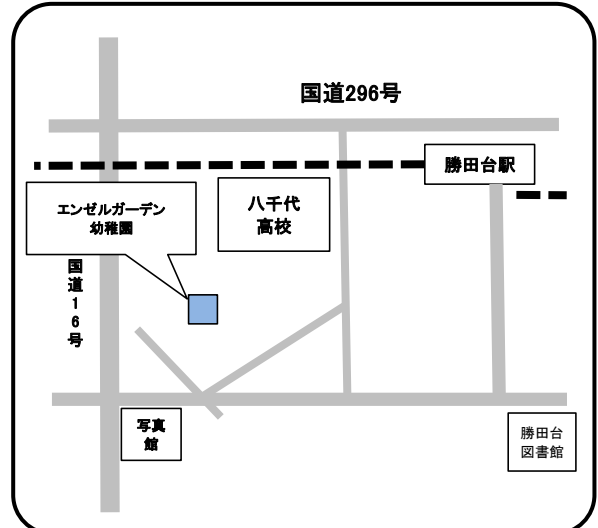 国道296号
勝田台駅
エンゼルガーデン
幼稚園
八千代
高校
国道16号
写真
館
勝田台
図書館